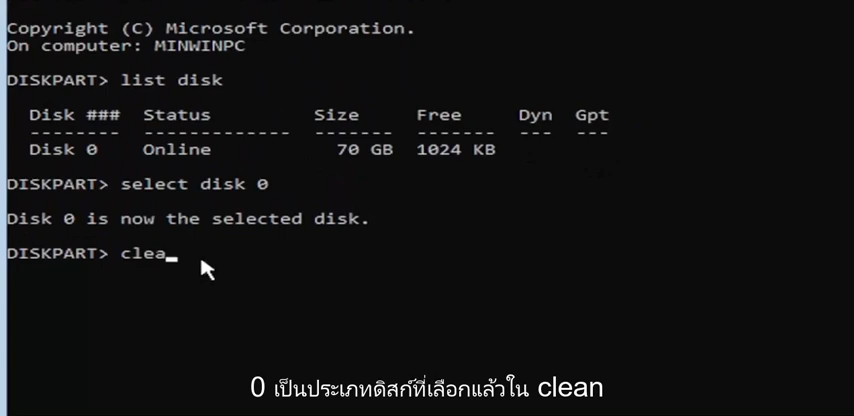 Copyright (C) Microsoft Corporation.
On computer: MINWINPC
DISKPART> list disk
Disk ### Status Size Free Dyn Gpt
-------- ------------- ------- ------- --- ---
Disk 0 Online 70 GB 1024 KB
DISKPART> select disk 0
Disk 0 is now the selected disk.
DISKPART> clea_
0 เป็นประเภทดิสก์ที่เลือกแล้วใน clean